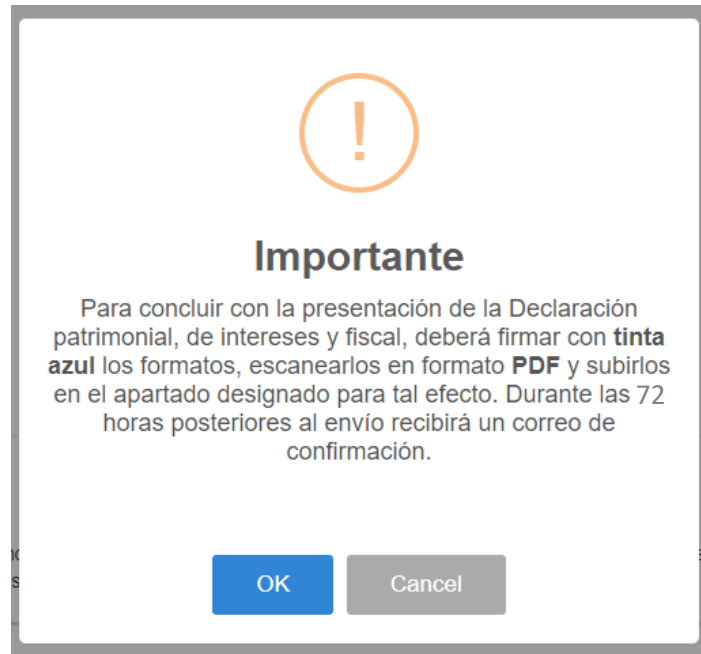 !
Importante
Para concluir con la presentación de la Declaración
patrimonial, de intereses y fiscal, deberá firmar con tinta
azul los formatos, escanearlos en formato PDF y subirlos
en el apartado designado para tal efecto. Durante las 72
horas posteriores al envío recibirá un correo de
confirmación.
OK
Cancel